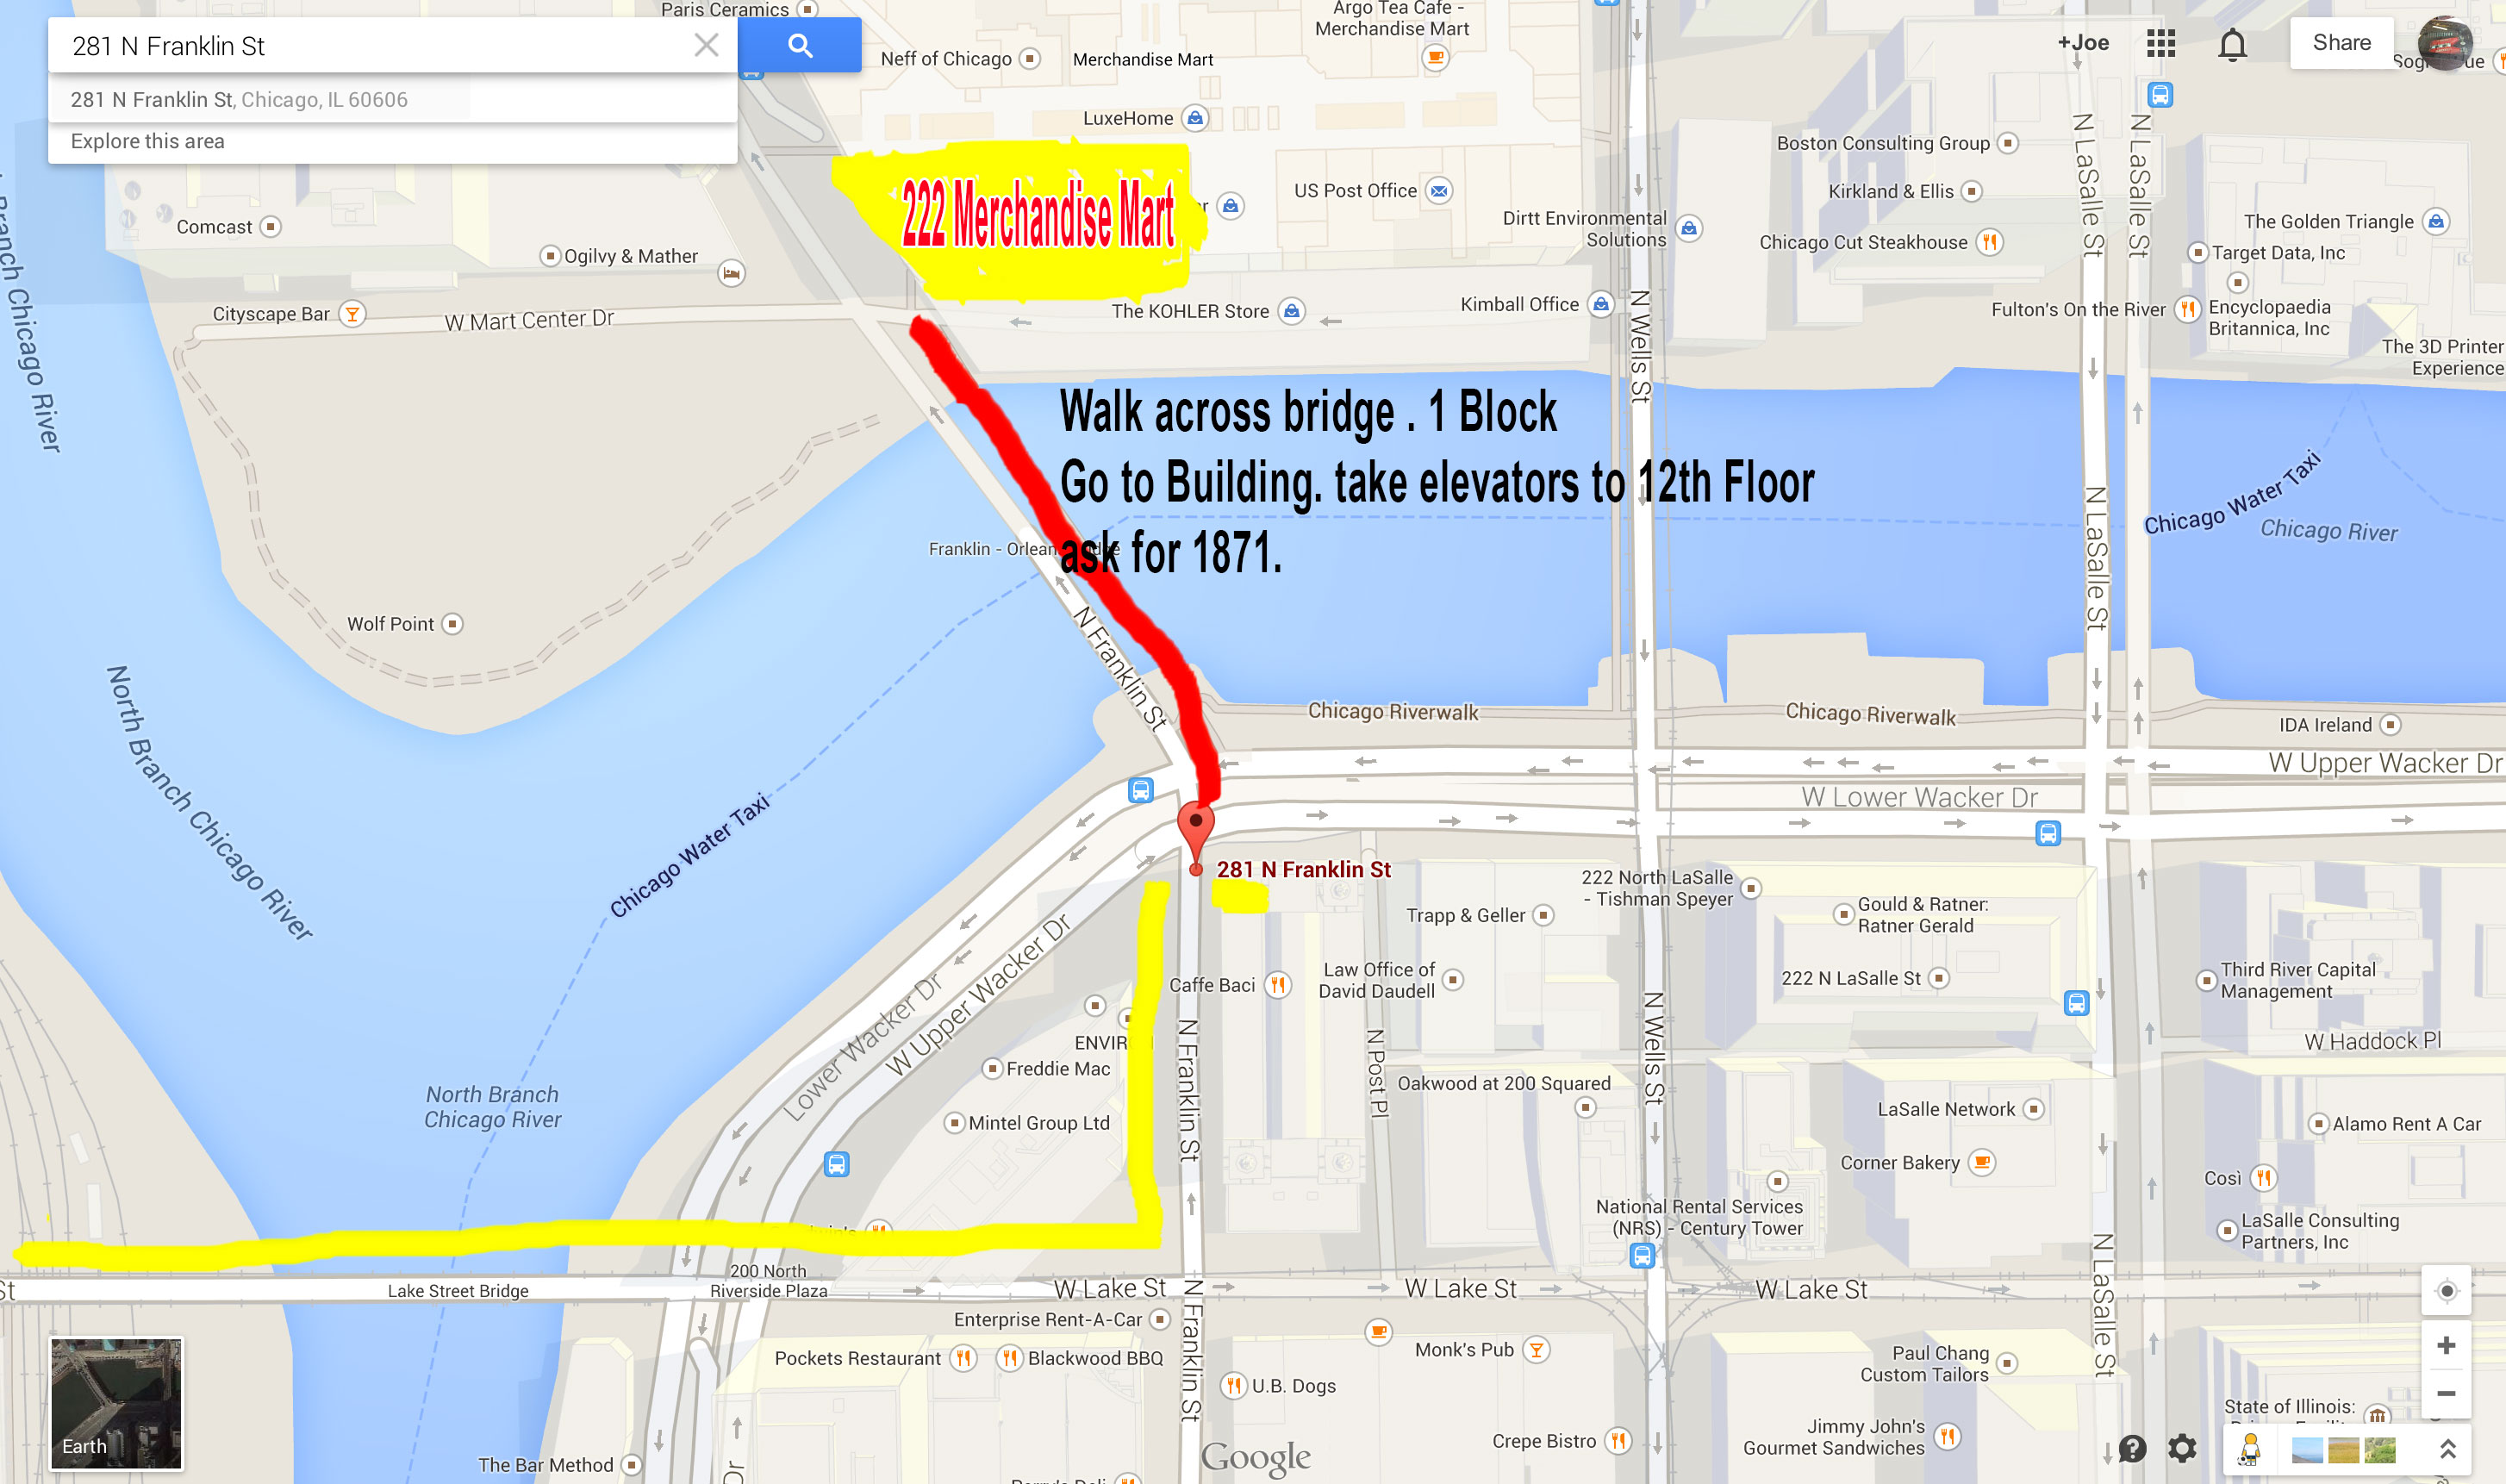 Paris Ceramics
Argo Tea Cafe -
Merchandise Mart
281 N Franklin St
+Joe
Share
Neff of Chicago
Merchandise Mart
281 N Franklin St, Chicago, IL 60606
Explore this area
LuxeHome
Boston Consulting Group
222 Merchandise Mart
US Post Office
Kirkland & Ellis
N LaSalle St
N LaSalle St
Comcast
Dirtt Environmental
Solutions
Chicago Cut Steakhouse
The Golden Triangle
Target Data, Inc
Ogilvy & Mather
Cityscape Bar
W Mart Center Dr
The KOHLER Store
Kimball Office
N Wells St
Fulton's On the River
Encyclopaedia
Britannica, Inc
The 3D Printer
Experience
Branch Chicago River
Walk across bridge . 1 Block
Go to Building. take elevators to 12th Floor
ask for 1871.
Franklin - Orleans
Chicago Water Taxi
Chicago River
N LaSalle St
Wolf Point
N Franklin St
North Branch Chicago River
Chicago Riverwalk
Chicago Riverwalk
IDA Ireland
W Upper Wacker Dr
W Lower Wacker Dr
Chicago Water Taxi
281 N Franklin St
222 North LaSalle
- Tishman Speyer
Trapp & Geller
Gould & Ratner:
Ratner Gerald
Caffe Baci
Law Office of
David Daudell
222 N LaSalle St
Third River Capital
Management
Lower Wacker Dr
W Upper Wacker Dr
ENVIR
Freddie Mac
N Franklin St
N Post Pl
N Wells St
W Haddock Pl
Oakwood at 200 Squared
North Branch
Chicago River
Mintel Group Ltd
LaSalle Network
Alamo Rent A Car
Corner Bakery
Così
National Rental Services
(NRS) - Century Tower
LaSalle Consulting
Partners, Inc
N LaSalle St
St
Lake Street Bridge
200 North
Riverside Plaza
W Lake St
W Lake St
W Lake St
N Franklin St
Enterprise Rent-A-Car
Pockets Restaurant
Blackwood BBQ
Monk's Pub
Paul Chang
Custom Tailors
U.B. Dogs
State of Illinois:
Earth
The Bar Method
Dr
Google
Crepe Bistro
Jimmy John's
Gourmet Sandwiches
Perry's Deli